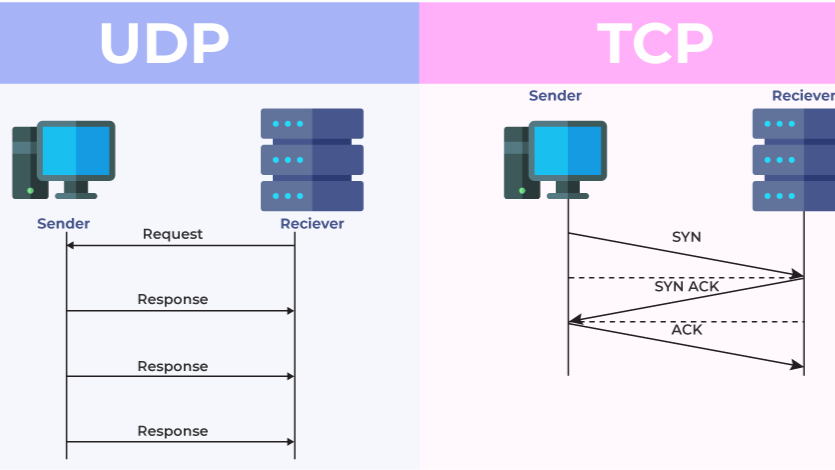 UDP
Sender
Reciever
Request
Response
Response
Response
TCP
Sender
Reciever
SYN
SYN ACK
ACK